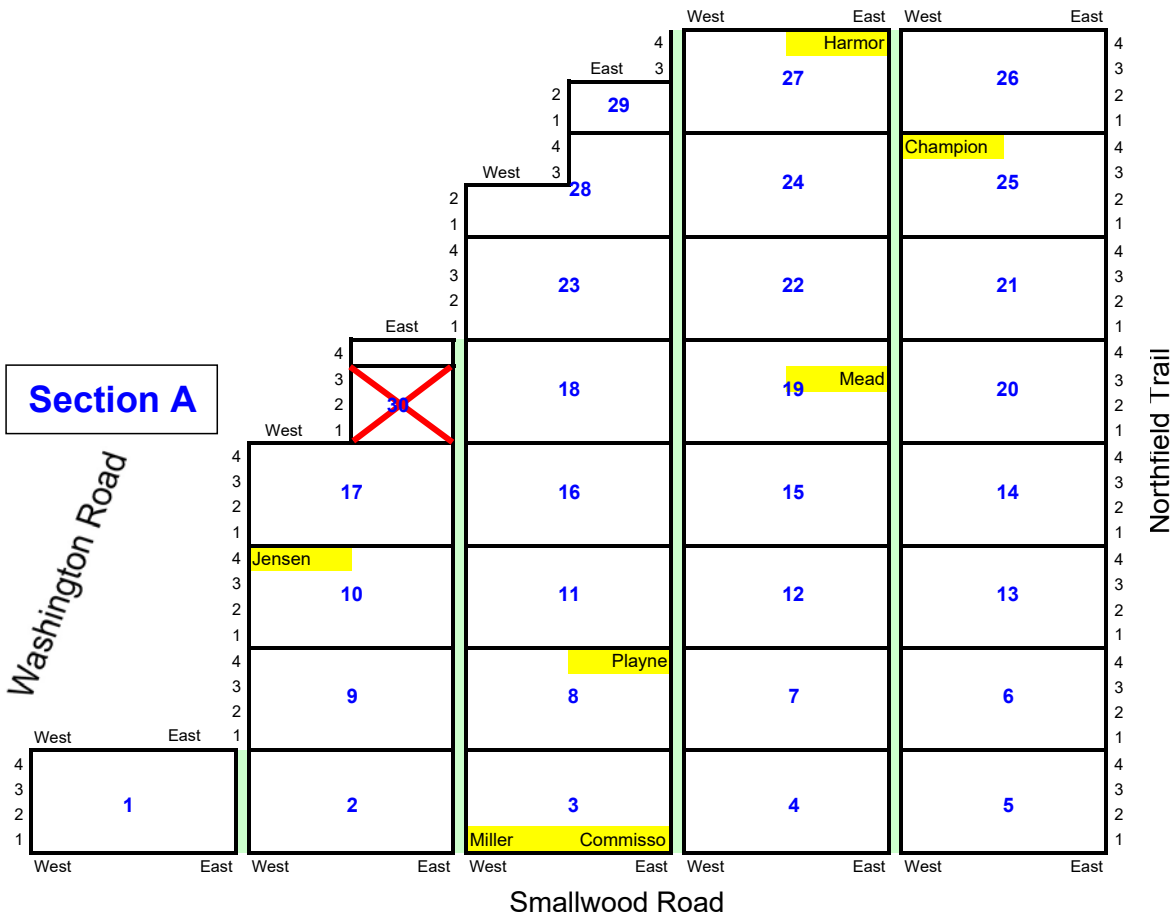 West East West East
4 Harmor 4
East 3 27 26 3
2 29 2
1 1
4 Champion 4
West 3 24 25 3
2 28 2
1 1
4 4
3 23 22 21 3
2 2
East 1 1
4 4
3 18 19 Mead 20 3
Section A
2 30 2
West 1 1
4 4
3 17 16 15 14 3
2 2
1 1
4 Jensen 4
3 10 11 12 13 3
2 2
1 1
4 Playne 4
3 9 8 7 6 3
2 2
West East 1 1
4 4
3 1 2 3 4 5 3
2 2
1 Miller Commisso 1
West East West East West East West East West East
Smallwood Road
Washington Road
Northfield Trail